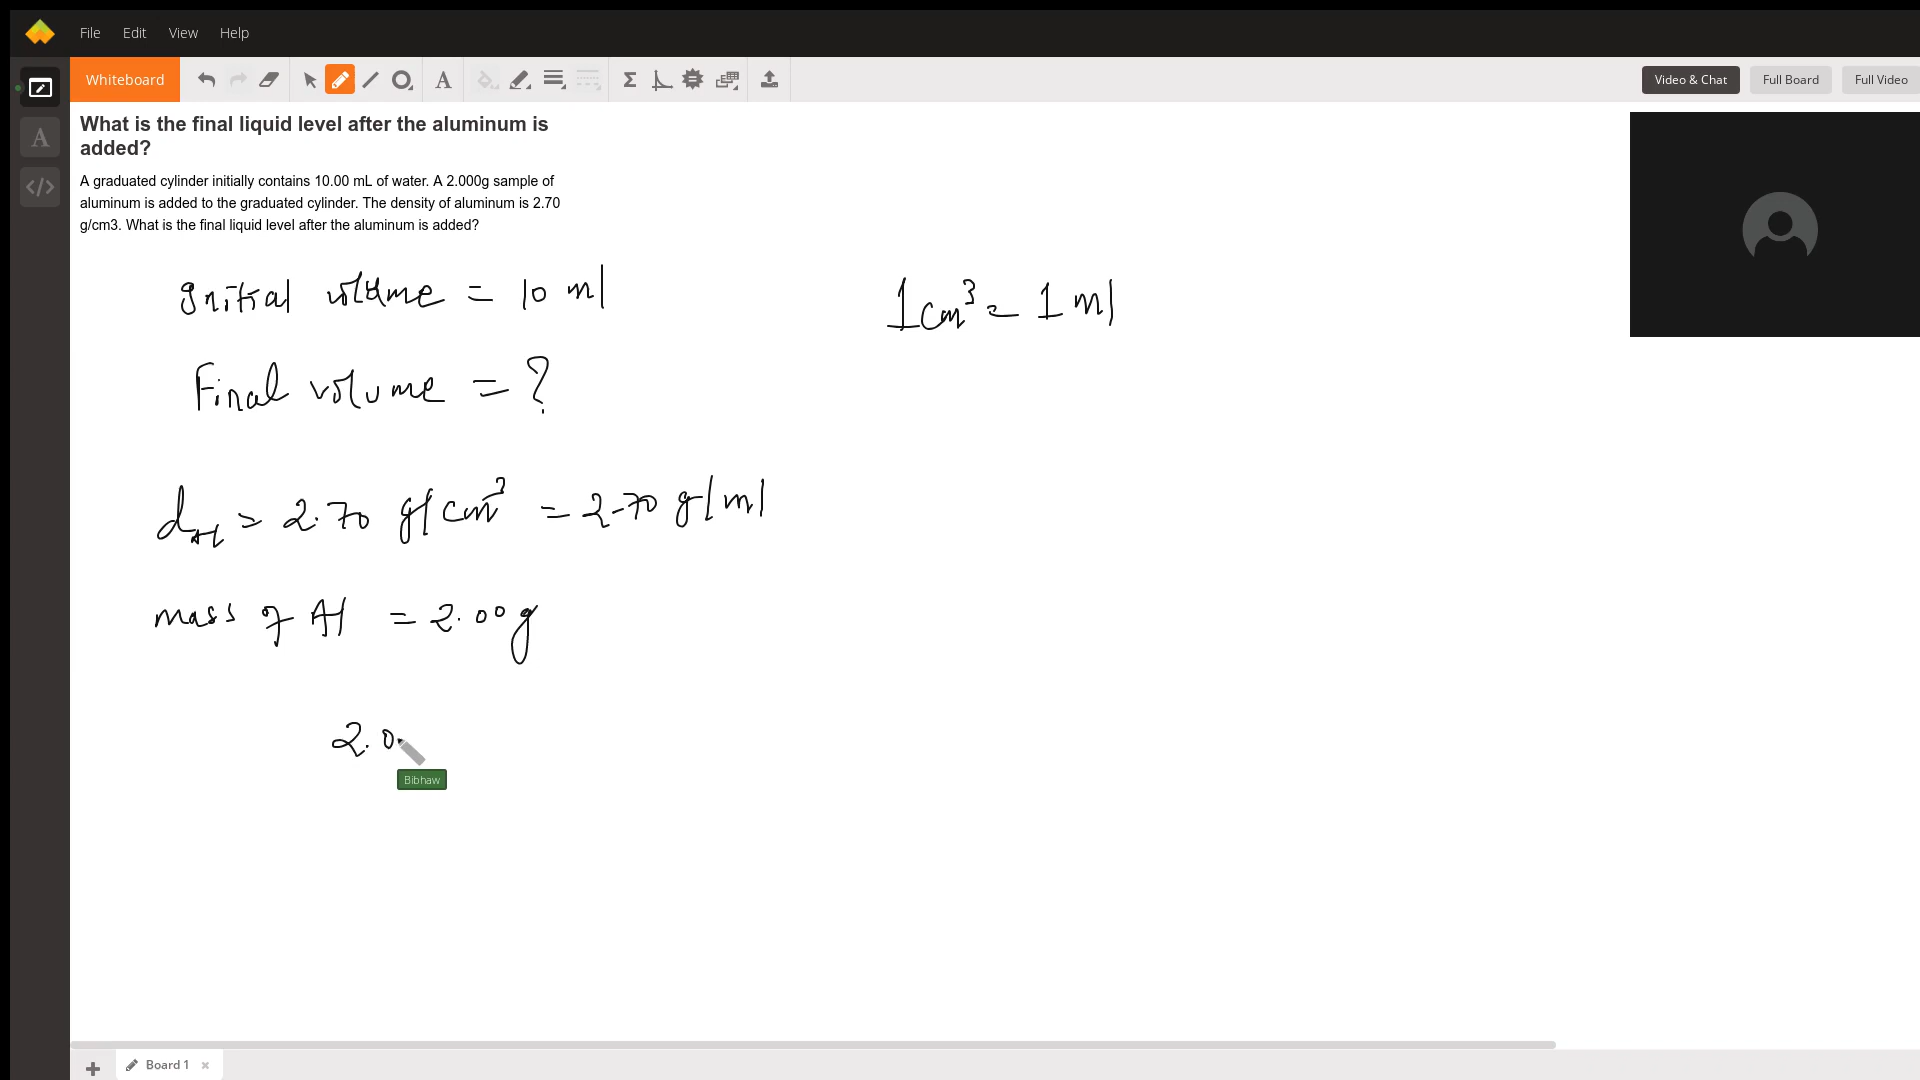 File Edit View Help
Whiteboard A Σ Video & Chat Full Board Full Video
A
</>
What is the final liquid level after the aluminum is
added?
A graduated cylinder initially contains 10.00 mL of water. A 2.000g sample of
aluminum is added to the graduated cylinder. The density of aluminum is 2.70
g/cm3. What is the final liquid level after the aluminum is added?
Initial volume = 10 ml
1 cm³ = 1 ml
Final volume = ?
d Al = 2.70 g/cm³ = 2.70 g/ml
mass of Al = 2.00 g
2.0
Bibhaw
+ Board 1 ×